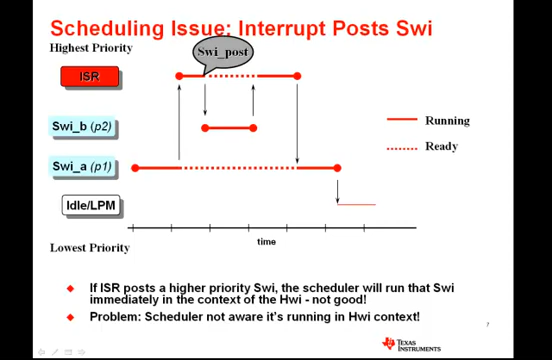 Scheduling Issue: Interrupt Posts Swi
Highest Priority
Swi_post
ISR
Swi_b (p2)
Running
Ready
Swi_a (p1)
Idle/LPM
time
Lowest Priority
If ISR posts a higher priority Swi, the scheduler will run that Swi
immediately in the context of the Hwi - not good!
Problem: Scheduler not aware it's running in Hwi context!
7
TEXAS
INSTRUMENTS